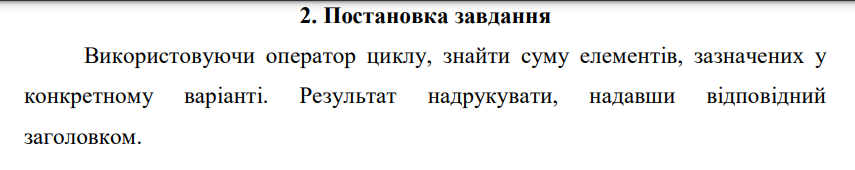 2. Постановка завдання
Використовуючи оператор циклу, знайти суму елементів, зазначених у
конкретному варіанті. Результат надрукувати, надавши відповідний
заголовком.